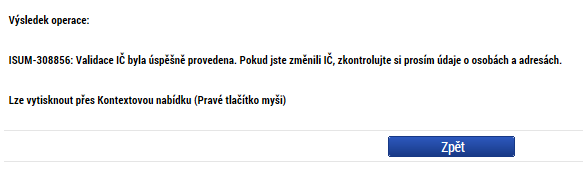 Výsledek operace:
ISUM-308856: Validace IČ byla úspěšně provedena. Pokud jste změnili IČ, zkontrolujte si prosím údaje o osobách a adresách.
Lze vytisknout přes Kontextovou nabídku (Pravé tlačítko myši)
Zpět